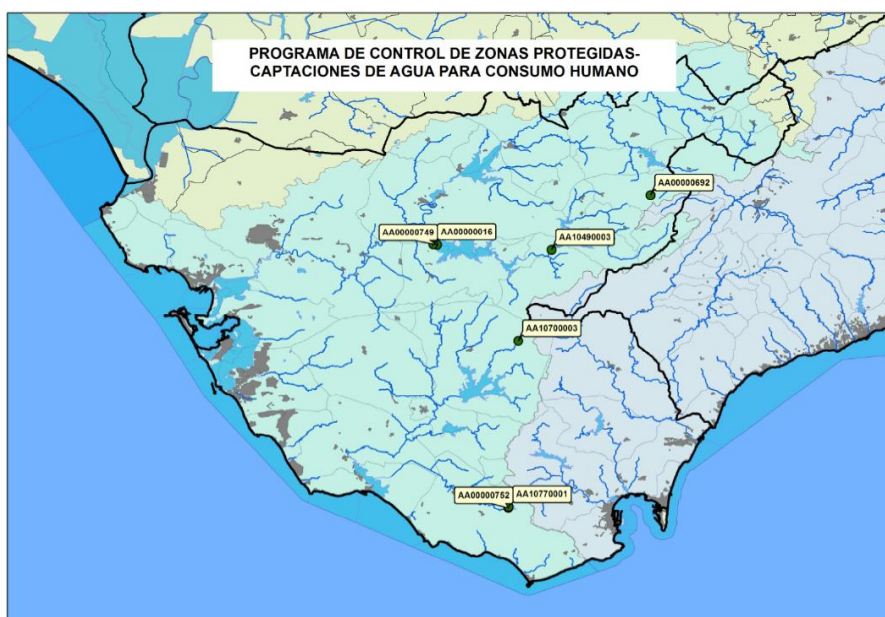 PROGRAMA DE CONTROL DE ZONAS PROTEGIDAS-
CAPTACIONES DE AGUA PARA CONSUMO HUMANO
AA00000692
AA00000749
AA00000016
AA10490003
AA10700003
AA00000752
AA10770001